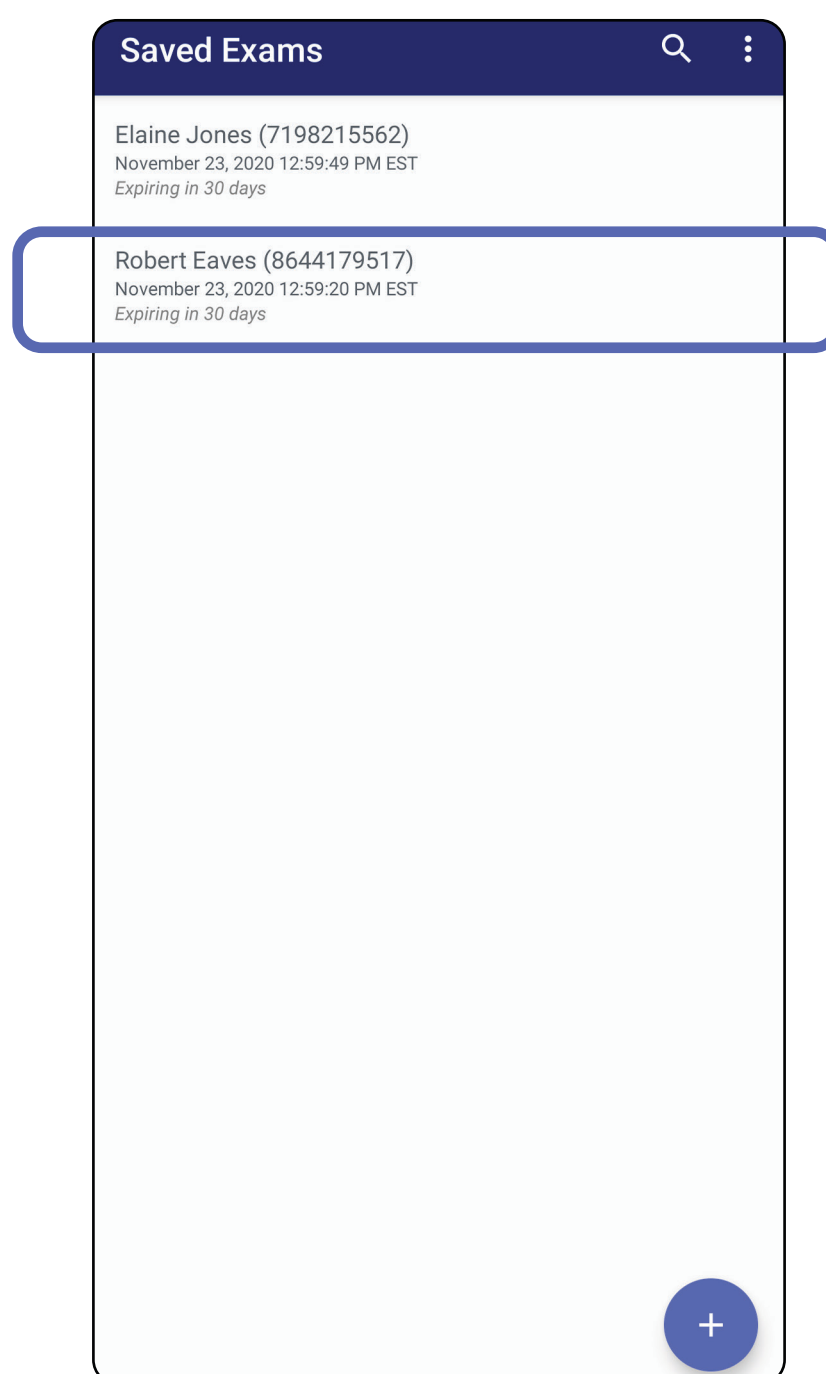 Saved Exams
Elaine Jones (7198215562)
November 23, 2020 12:59:49 PM EST
Expiring in 30 days
Robert Eaves (8644179517)
November 23, 2020 12:59:20 PM EST
Expiring in 30 days
+